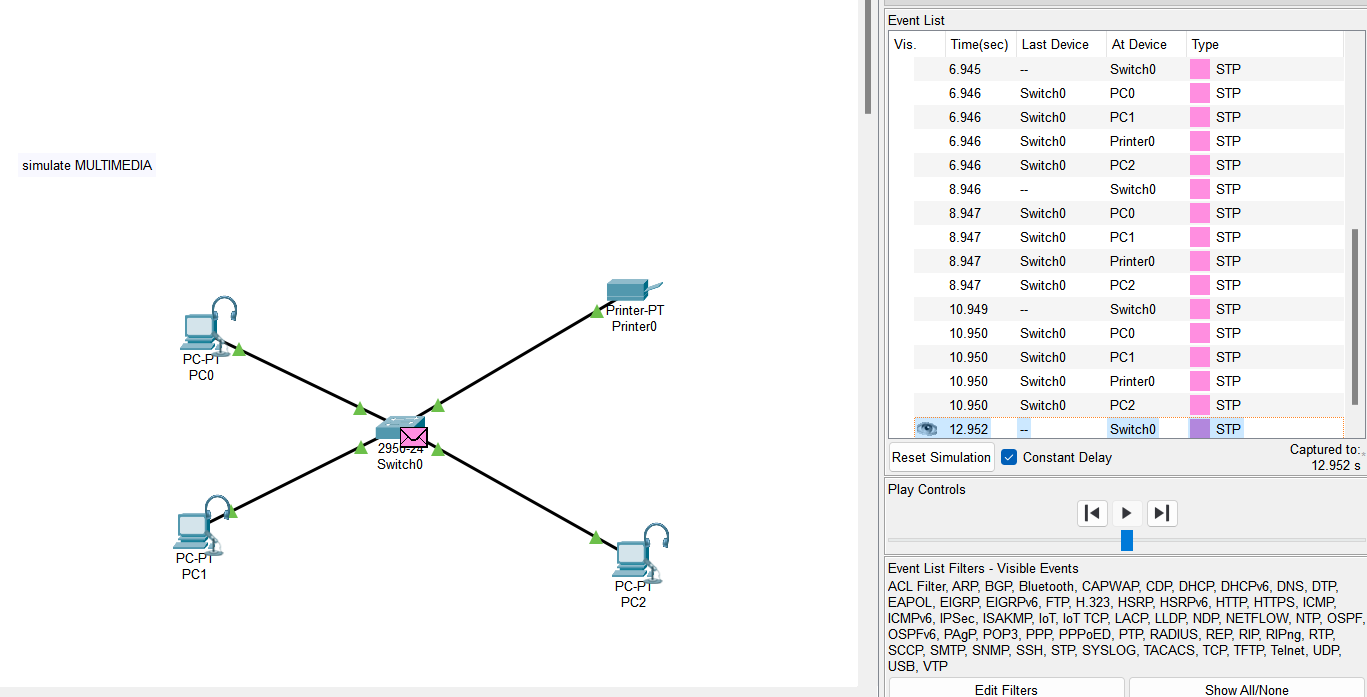 simulate MULTIMEDIA
PC-PT
PC0
Printer-PT
Printer0
2950-24
Switch0
PC-PT
PC1
PC-PT
PC2
Event List
Vis. Time(sec) Last Device At Device Type
6.945 -- Switch0 STP
6.946 Switch0 PC0 STP
6.946 Switch0 PC1 STP
6.946 Switch0 Printer0 STP
6.946 Switch0 PC2 STP
8.946 -- Switch0 STP
8.947 Switch0 PC0 STP
8.947 Switch0 PC1 STP
8.947 Switch0 Printer0 STP
8.947 Switch0 PC2 STP
10.949 -- Switch0 STP
10.950 Switch0 PC0 STP
10.950 Switch0 PC1 STP
10.950 Switch0 Printer0 STP
10.950 Switch0 PC2 STP
12.952 -- Switch0 STP
Reset Simulation Constant Delay
Captured to:
12.952 s
Play Controls
Event List Filters - Visible Events
ACL Filter, ARP, BGP, Bluetooth, CAPWAP, CDP, DHCP, DHCPv6, DNS, DTP,
EAPOL, EIGRP, EIGRPv6, FTP, H.323, HSRP, HSRPv6, HTTP, HTTPS, ICMP,
ICMPv6, IPSec, ISAKMP, IoT, IoT TCP, LACP, LLDP, NDP, NETFLOW, NTP, OSPF,
OSPFv6, PAgP, POP3, PPP, PPPoED, PTP, RADIUS, REP, RIP, RIPng, RTP,
SCCP, SMTP, SNMP, SSH, STP, SYSLOG, TACACS, TCP, TFTP, Telnet, UDP,
USB, VTP
Edit Filters Show All/None